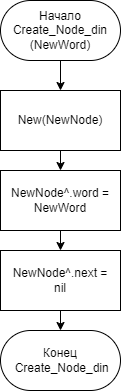 Начало
Create_Node_din
(NewWord)
New(NewNode)
NewNode^.word =
NewWord
NewNode^.next =
nil
Конец
Create_Node_din